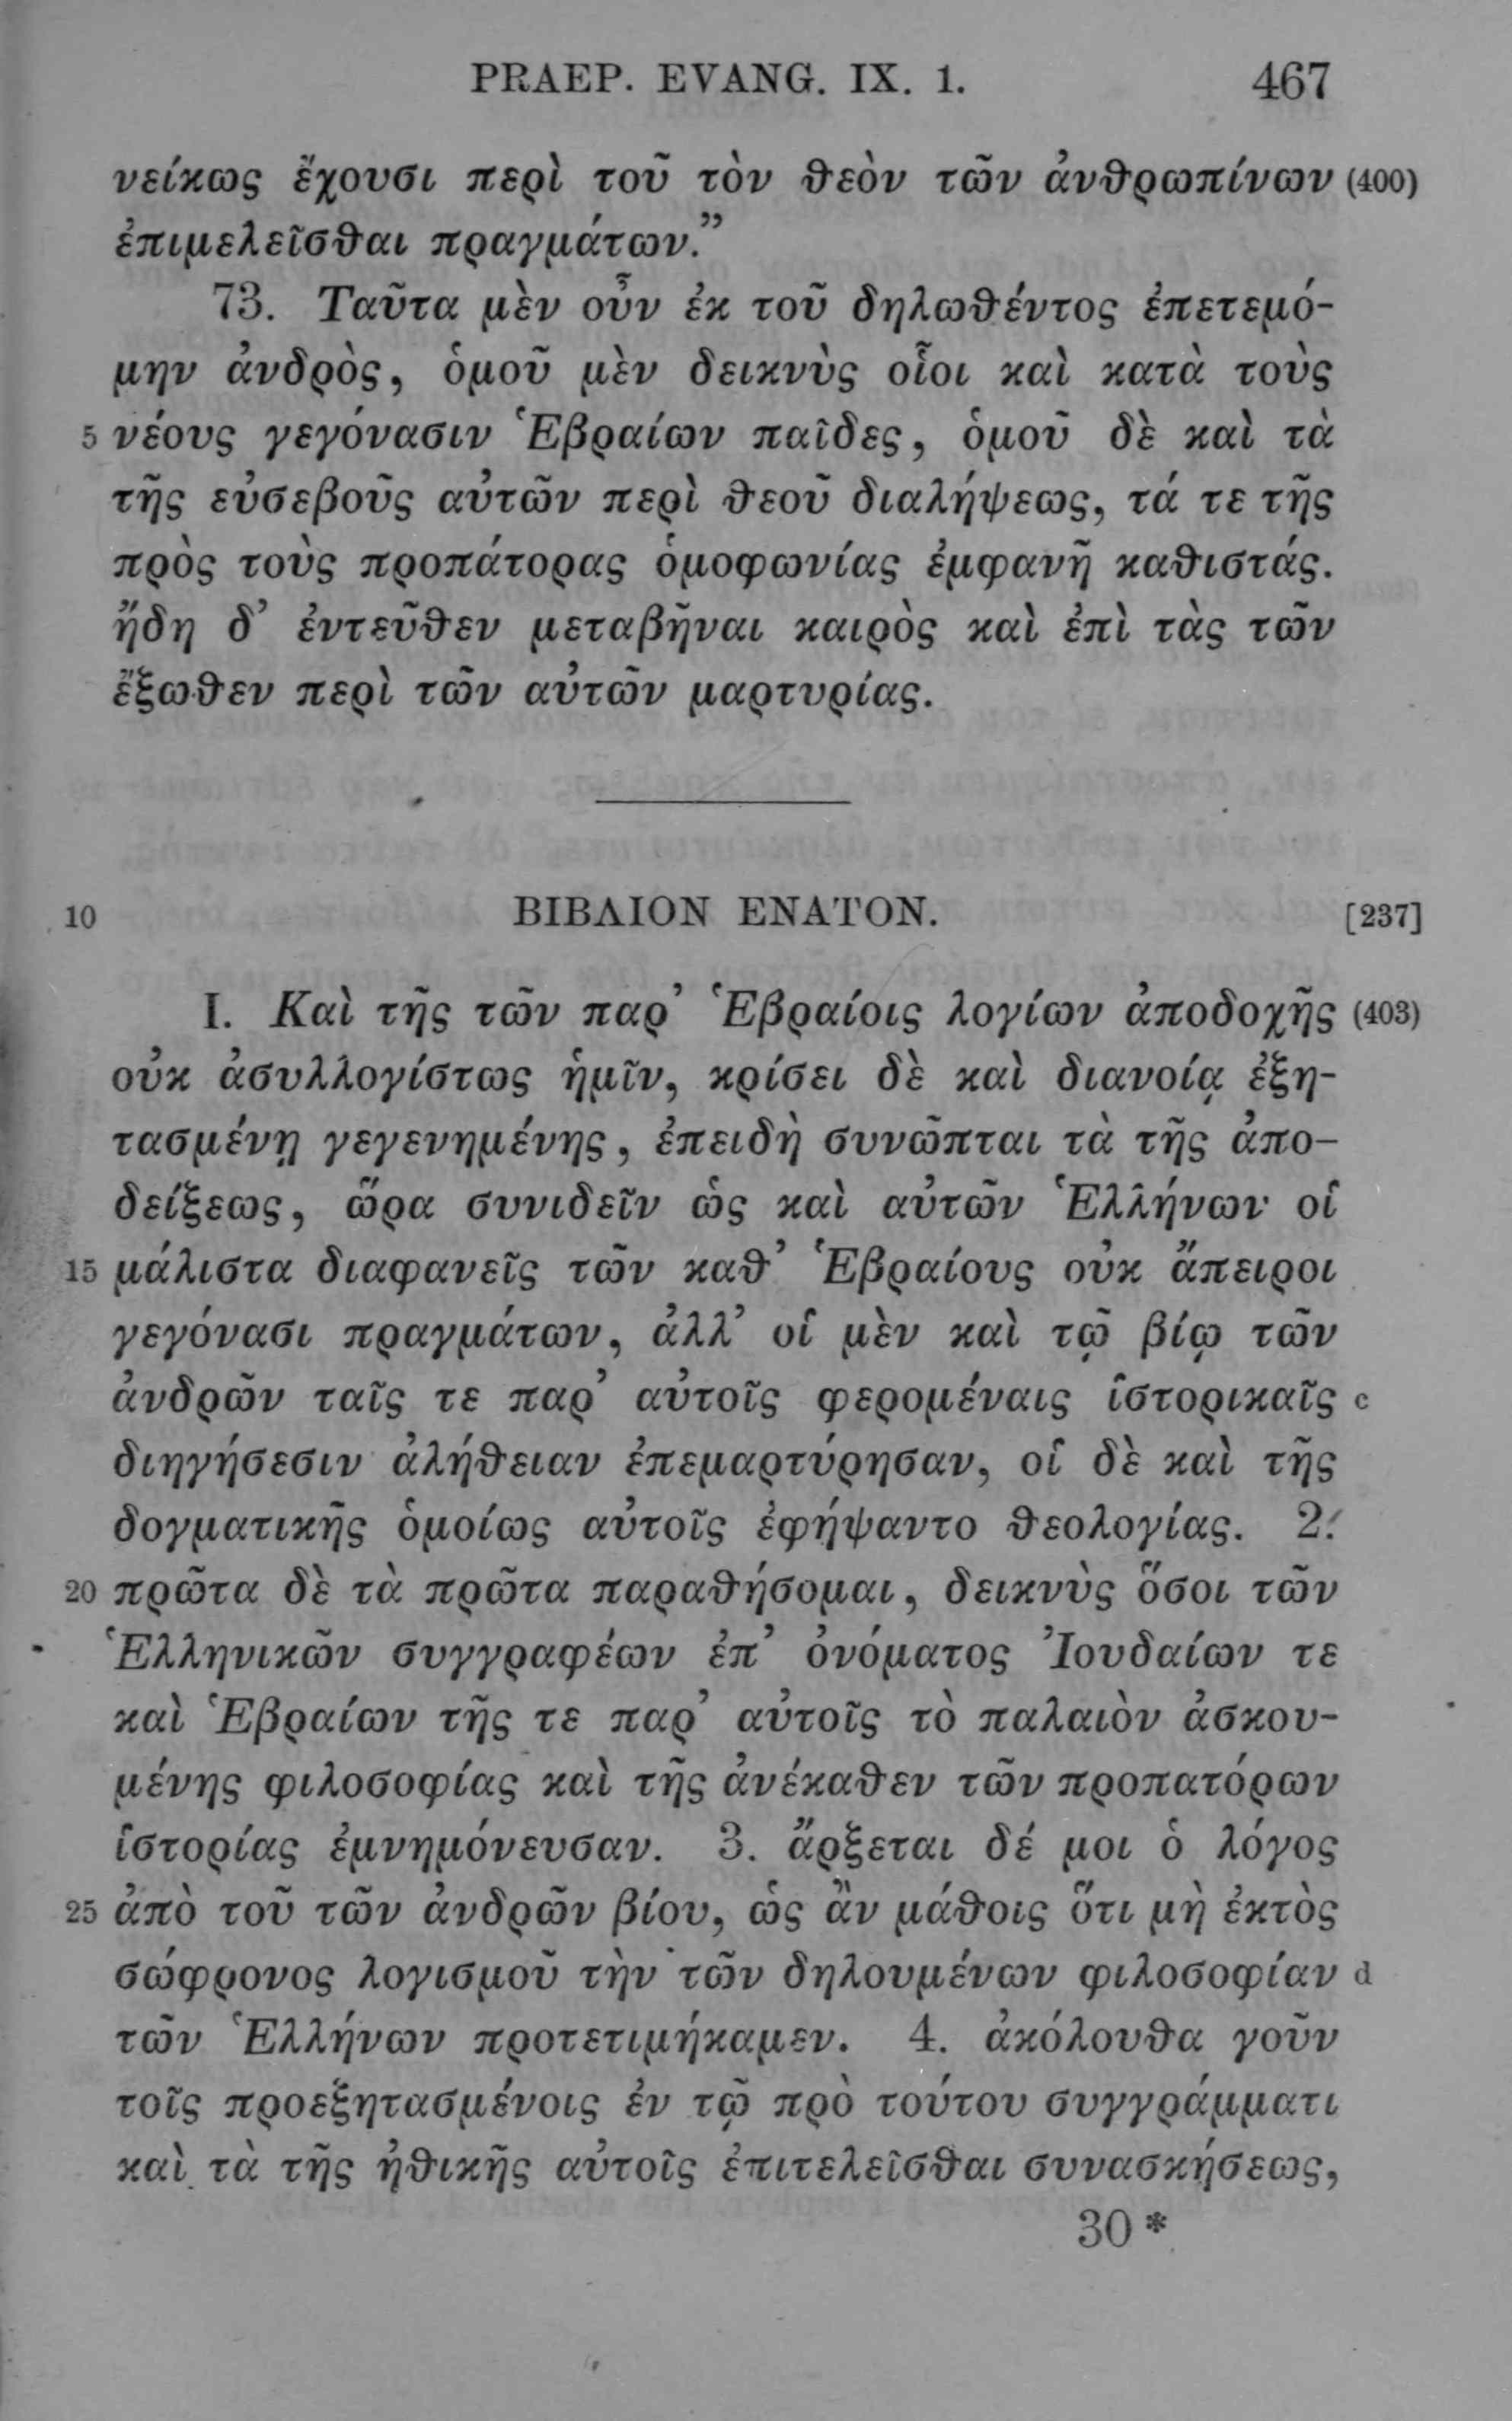 PRAEP. EVANG. IX. 1. 467
νείκως ἔχουσι περὶ τοῦ τὸν θεὸν τῶν ἀνθρωπίνων (400)
ἐπιμελεῖσθαι πραγμάτων.”
73. Ταῦτα μὲν οὖν ἐκ τοῦ δηλωθέντος ἐπετεμό-
μην ἀνδρὸς, ὁμοῦ μὲν δεικνὺς οἷοι καὶ κατὰ τοὺς
5 νέους γεγόνασιν Ἑβραίων παῖδες, ὁμοῦ δὲ καὶ τὰ
τῆς εὐσεβοῦς αὐτῶν περὶ θεοῦ διαλήψεως, τά τε τῆς
πρὸς τοὺς προπάτορας ὁμοφωνίας ἐμφανῆ καθιστάς.
ἤδη δ’ ἐντεῦθεν μεταβῆναι καιρὸς καὶ ἐπὶ τὰς τῶν
ἔξωθεν περὶ τῶν αὐτῶν μαρτυρίας.
10 ΒΙΒΛΙΟΝ ΕΝΑΤΟΝ. [237]
I. Καὶ τῆς τῶν παρ’ Ἑβραίοις λογίων ἀποδοχῆς (403)
οὐκ ἀσυλλογίστως ἡμῖν, κρίσει δὲ καὶ διανοίᾳ ἐξη-
τασμένῃ γεγενημένης, ἐπειδὴ συνῶπται τὰ τῆς ἀπο-
δείξεως, ὥρα συνιδεῖν ὡς καὶ αὐτῶν Ἑλλήνων οἱ
15 μάλιστα διαφανεῖς τῶν καθ’ Ἑβραίους οὐκ ἄπειροι
γεγόνασι πραγμάτων, ἀλλ’ οἱ μὲν καὶ τῷ βίῳ τῶν
ἀνδρῶν ταῖς τε παρ’ αὐτοῖς φερομέναις ἱστορικαῖς c
διηγήσεσιν ἀλήθειαν ἐπεμαρτύρησαν, οἱ δὲ καὶ τῆς
δογματικῆς ὁμοίως αὐτοῖς ἐφήψαντο θεολογίας. 2.
20 πρῶτα δὲ τὰ πρῶτα παραθήσομαι, δεικνὺς ὅσοι τῶν
Ἑλληνικῶν συγγραφέων ἐπ’ ὀνόματος Ἰουδαίων τε
καὶ Ἑβραίων τῆς τε παρ’ αὐτοῖς τὸ παλαιὸν ἀσκου-
μένης φιλοσοφίας καὶ τῆς ἀνέκαθεν τῶν προπατόρων
ἱστορίας ἐμνημόνευσαν. 3. ἄρξεται δέ μοι ὁ λόγος
25 ἀπὸ τοῦ τῶν ἀνδρῶν βίου, ὡς ἂν μάθοις ὅτι μὴ ἐκτὸς
σώφρονος λογισμοῦ τὴν τῶν δηλουμένων φιλοσοφίαν d
τῶν Ἑλλήνων προτετιμήκαμεν. 4. ἀκόλουθα γοῦν
τοῖς προεξητασμένοις ἐν τῷ πρὸ τούτου συγγράμματι
καὶ τὰ τῆς ἠθικῆς αὐτοῖς ἐπιτελεῖσθαι συνασκήσεως,
30 *